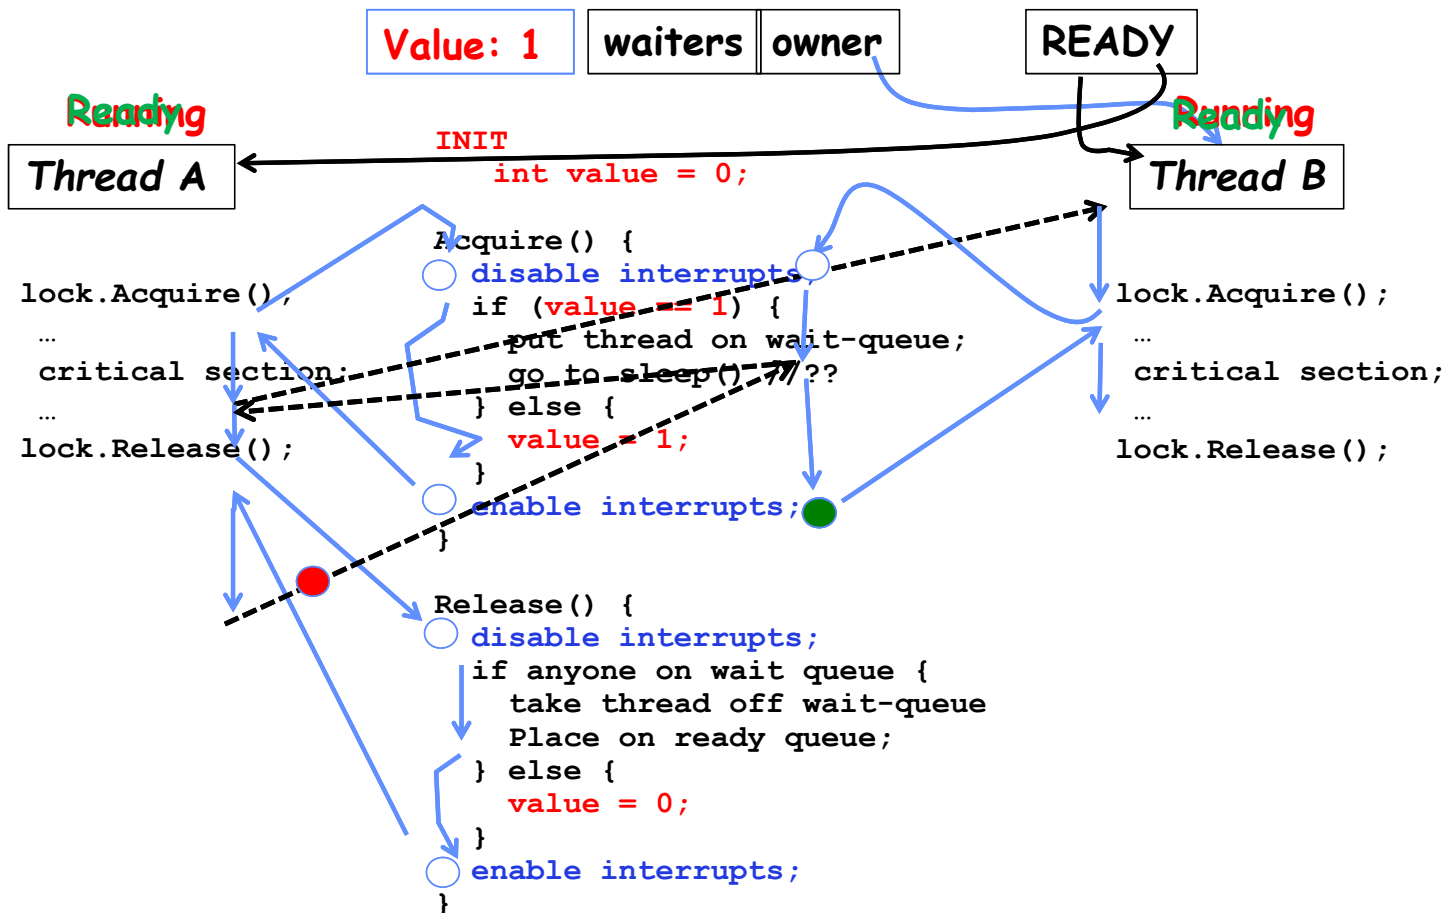 Value: 1 waiters owner READY
Running Ready
Running Ready
Thread A
Thread B
INIT
int value = 0;
lock.Acquire();
…
critical section;
…
lock.Release();
Acquire() {
disable interrupts;
if (value == 1) {
put thread on wait-queue;
go to sleep() //??
} else {
value = 1;
}
enable interrupts;
}
Release() {
disable interrupts;
if anyone on wait queue {
take thread off wait-queue
Place on ready queue;
} else {
value = 0;
}
enable interrupts;
}
lock.Acquire();
…
critical section;
…
lock.Release();